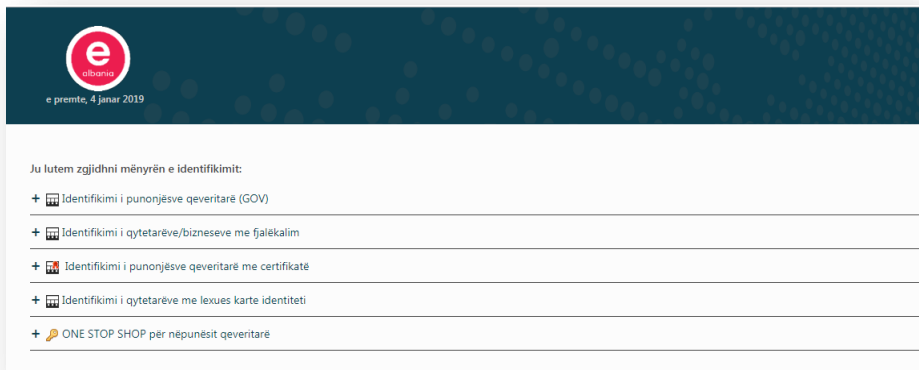 e
albania
e premte, 4 janar 2019
Ju lutem zgjidhni mënyrën e identifikimit:
+ Identifikimi i punonjësve qeveritarë (GOV)
+ Identifikimi i qytetarëve/bizneseve me fjalëkalim
+ Identifikimi i punonjësve qeveritarë me certifikatë
+ Identifikimi i qytetarëve me lexues karte identiteti
+ ONE STOP SHOP për nëpunësit qeveritarë